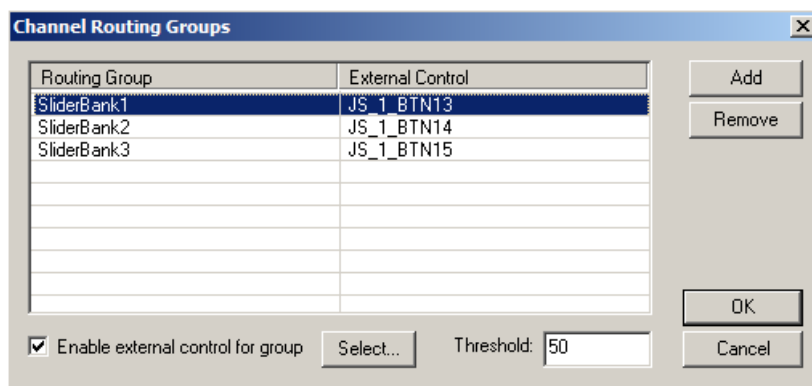 Channel Routing Groups
Routing Group External Control
SliderBank1 JS_1_BTN13
SliderBank2 JS_1_BTN14
SliderBank3 JS_1_BTN15
Add
Remove
OK
Cancel
Enable external control for group Select... Threshold: 50